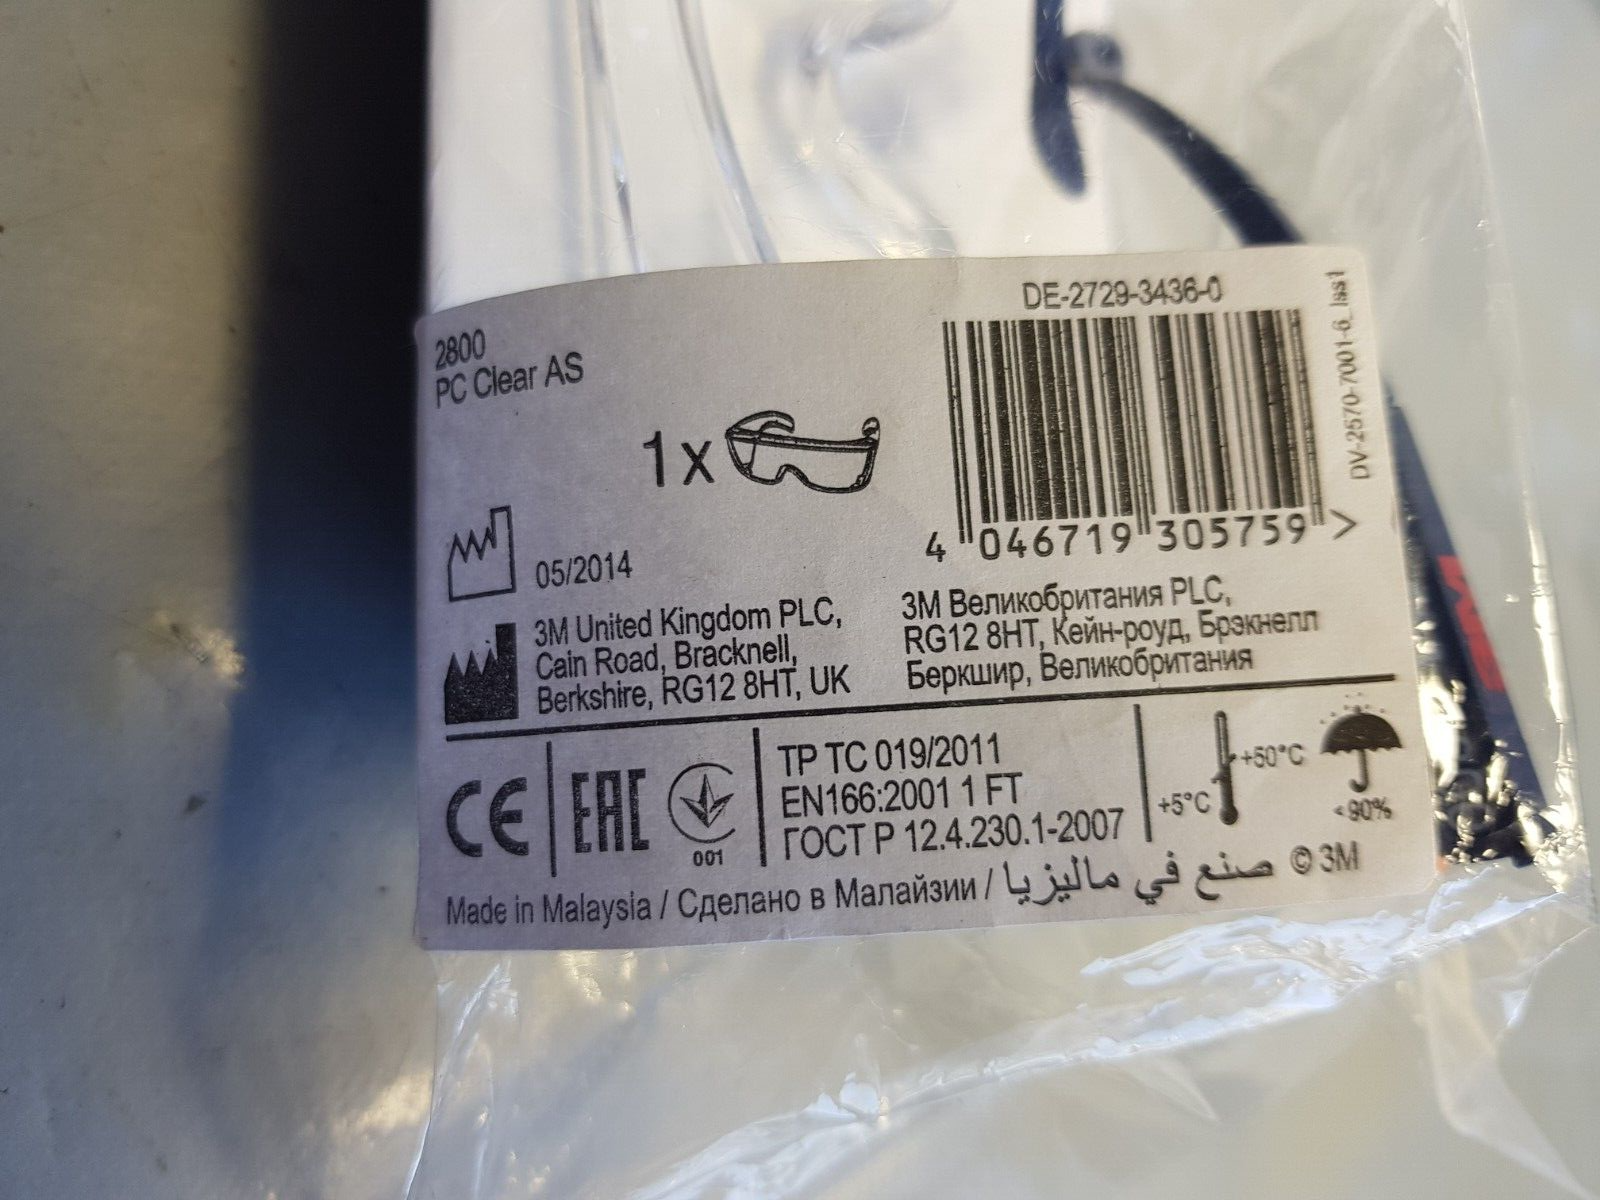 2800
PC Clear AS
1x
DE-2729-3436-0
4 046719 305759 >
DV-2570-7001-6_Iss1
05/2014
3M United Kingdom PLC,
Cain Road, Bracknell,
Berkshire, RG12 8HT, UK
3M Великобритания PLC,
RG12 8HT, Кейн-роуд, Брэкнелл
Беркшир, Великобритания
CE
EAC
001
ТР ТС 019/2011
EN166:2001 1 FT
ГОСТ Р 12.4.230.1-2007
+5°C
+50°C
<90%
Made in Malaysia / Сделано в Малайзии / صنع في ماليزيا © 3M